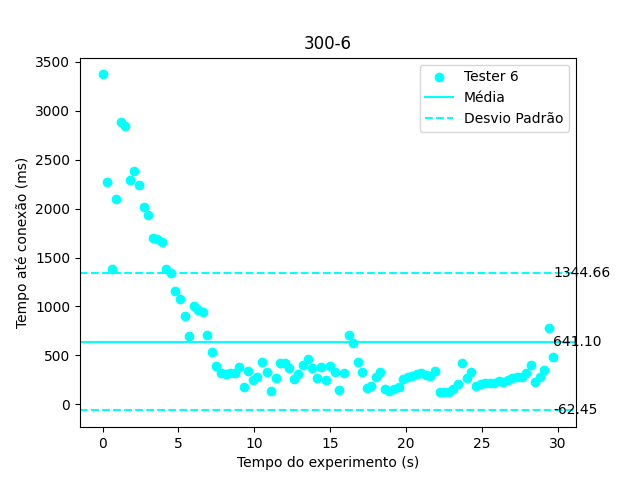 300-6
Tempo até conexão (ms)
3500
3000
2500
2000
1500
1000
500
0
Tester 6
Média
Desvio Padrão
1344.66
641.10
-62.45
0 5 10 15 20 25 30
Tempo do experimento (s)